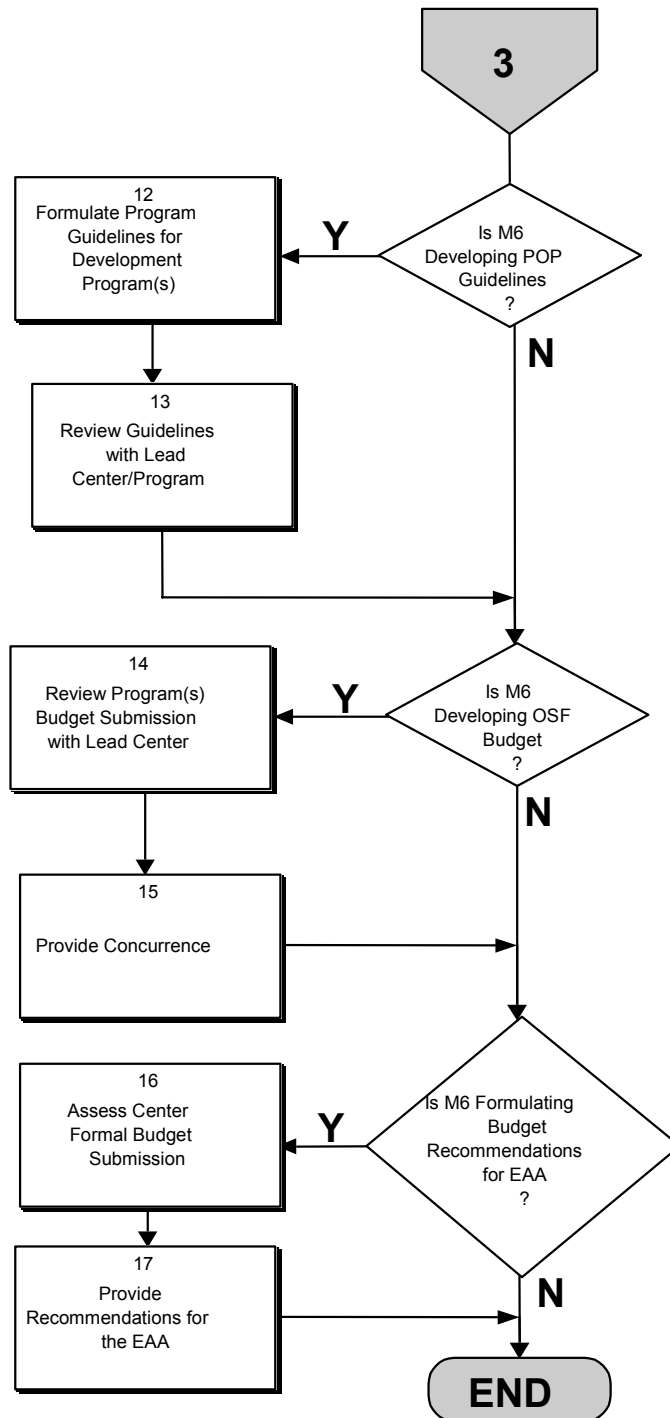 3
Is M6
Developing POP
Guidelines
?
Y
N
12
Formulate Program
Guidelines for
Development
Program(s)
13
Review Guidelines
with Lead
Center/Program
Is M6
Developing OSF
Budget
?
Y
N
14
Review Program(s)
Budget Submission
with Lead Center
15
Provide Concurrence
Is M6 Formulating
Budget
Recommendations
for EAA
?
Y
N
16
Assess Center
Formal Budget
Submission
17
Provide
Recommendations for
the EAA
END